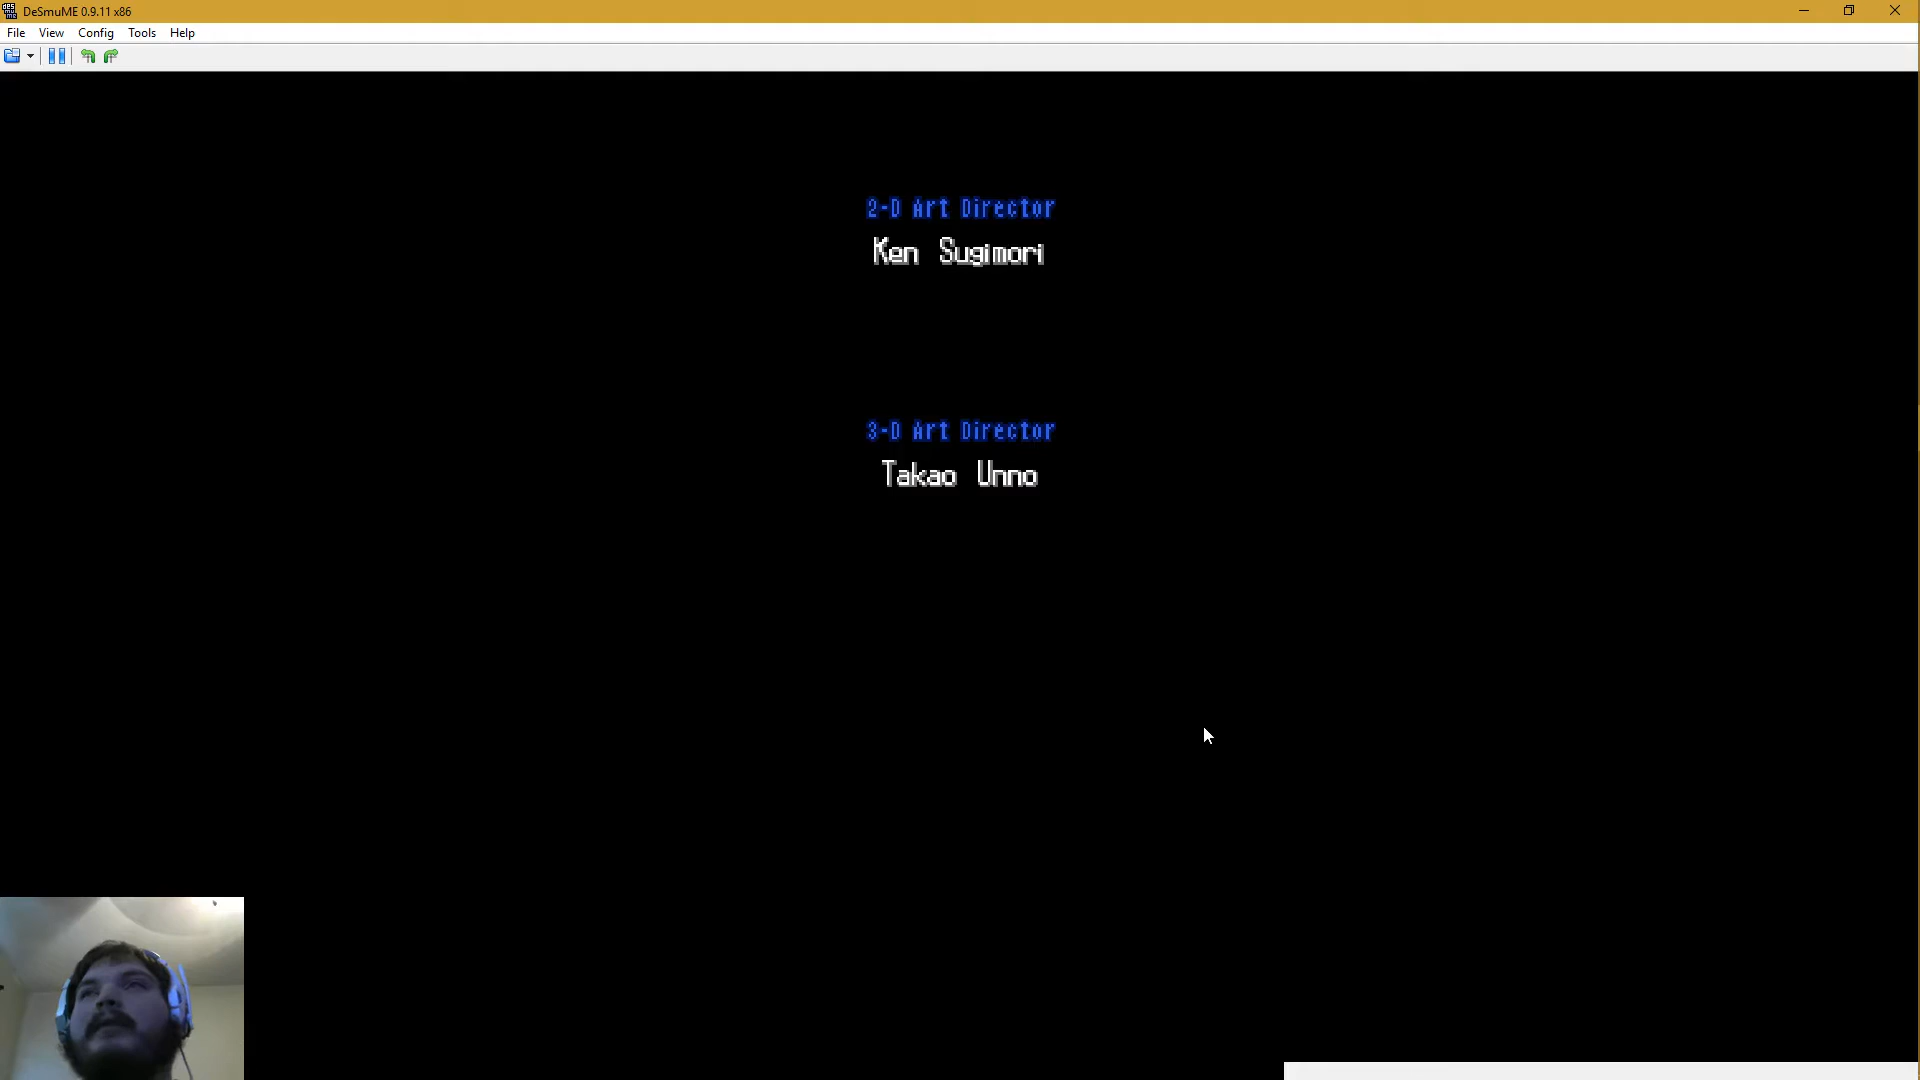 DeSmuME 0.9.11 x86
File View Config Tools Help
2-D Art Director
Ken Sugimori
3-D Art Director
Takao Unno